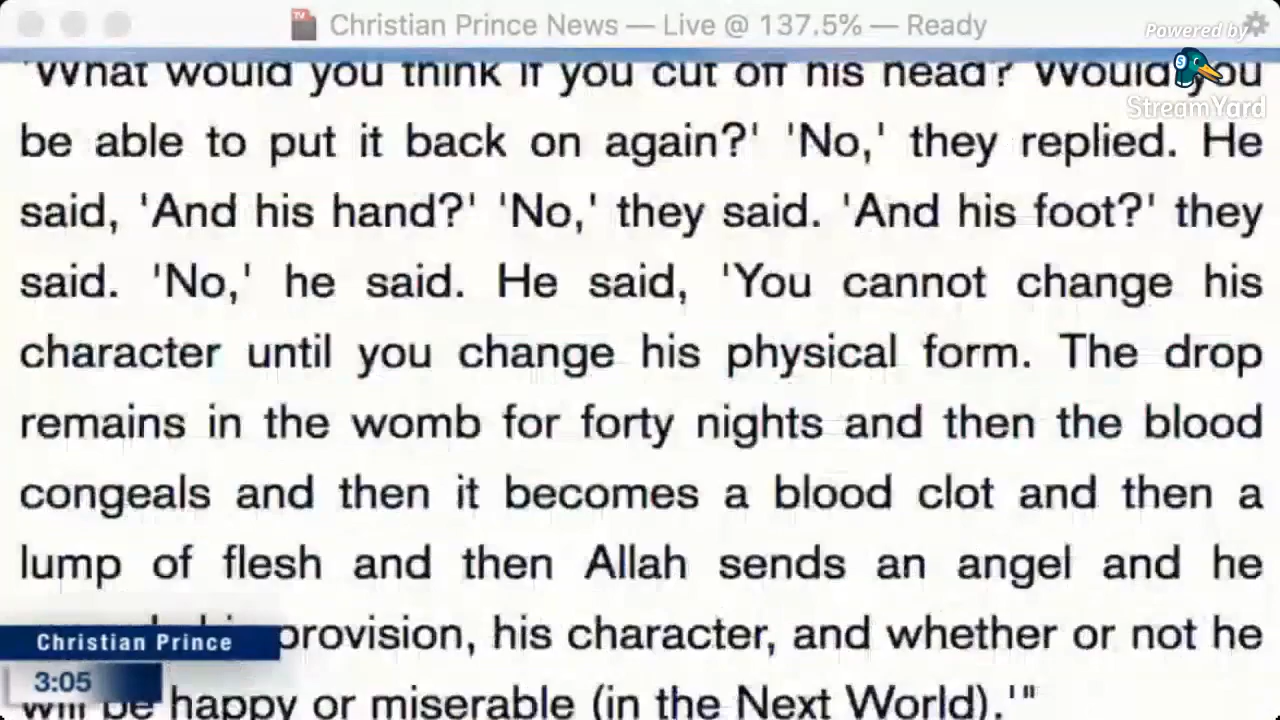 Christian Prince News — Live @ 137.5% — Ready
Powered by
StreamYard
'What would you think if you cut off his head? Would you
be able to put it back on again?' 'No,' they replied. He
said, 'And his hand?' 'No,' they said. 'And his foot?' they
said. 'No,' he said. He said, 'You cannot change his
character until you change his physical form. The drop
remains in the womb for forty nights and then the blood
congeals and then it becomes a blood clot and then a
lump of flesh and then Allah sends an angel and he
provision, his character, and whether or not he
will be happy or miserable (in the Next World).'"
Christian Prince
3:05